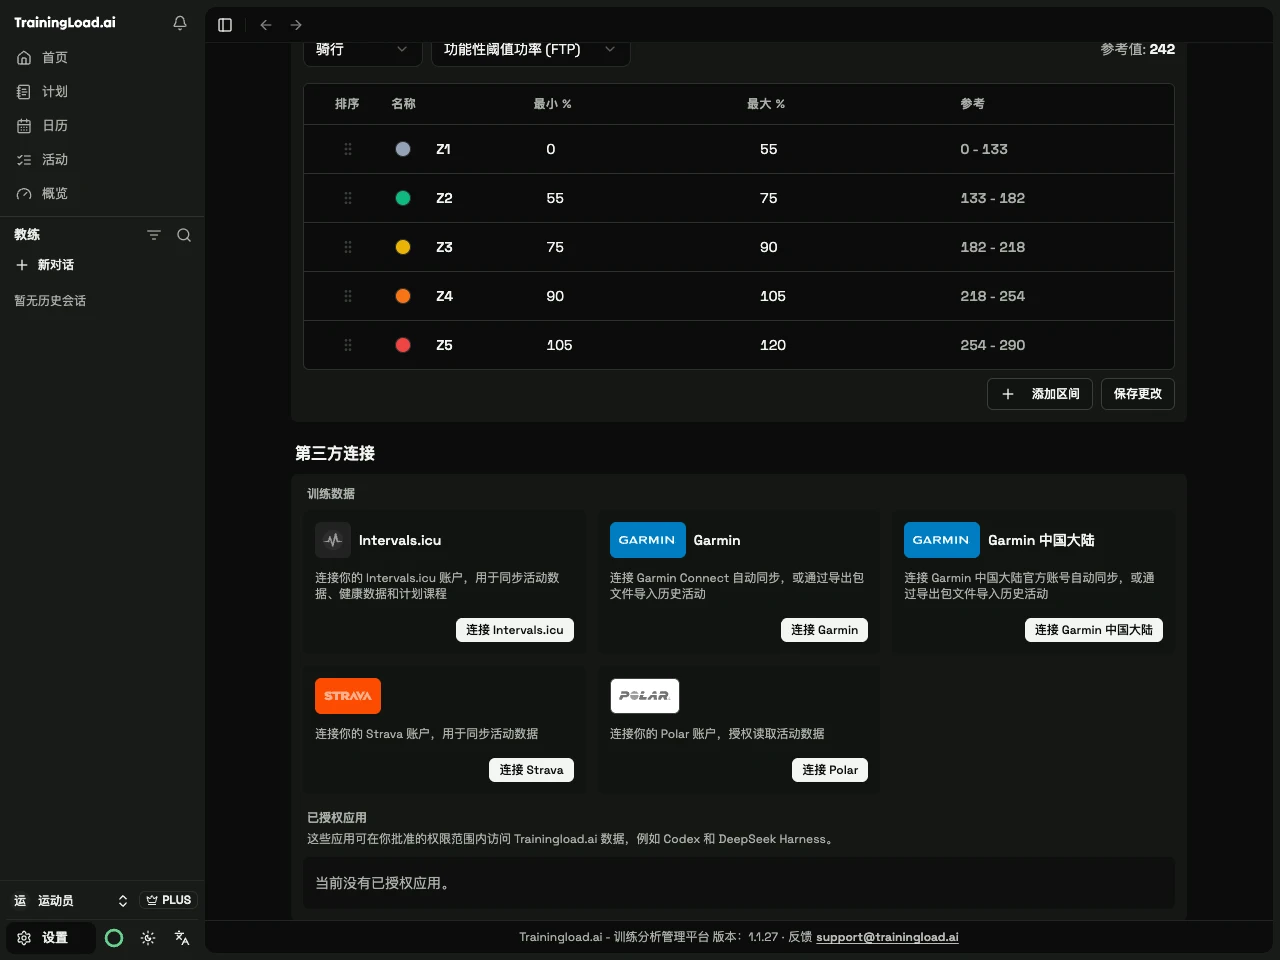 TrainingLoad.ai
首页
计划
日历
活动
概览
教练
新对话
暂无历史会话
运 运动员 PLUS
设置
骑行 功能性阈值功率 (FTP) 参考值: 242
排序 名称 最小 % 最大 % 参考
Z1 0 55 0 - 133
Z2 55 75 133 - 182
Z3 75 90 182 - 218
Z4 90 105 218 - 254
Z5 105 120 254 - 290
添加区间 保存更改
第三方连接
训练数据
Intervals.icu
连接你的 Intervals.icu 账户，用于同步活动数
据、健康数据和计划课程
连接 Intervals.icu
GARMIN Garmin
连接 Garmin Connect 自动同步，或通过导出包
文件导入历史活动
连接 Garmin
GARMIN Garmin 中国大陆
连接 Garmin 中国大陆官方账号自动同步，或通
过导出包文件导入历史活动
连接 Garmin 中国大陆
STRAVA
连接你的 Strava 账户，用于同步活动数据
连接 Strava
POLAR
连接你的 Polar 账户，授权读取活动数据
连接 Polar
已授权应用
这些应用可在你批准的权限范围内访问 Trainingload.ai 数据，例如 Codex 和 DeepSeek Harness。
当前没有已授权应用。
Trainingload.ai - 训练分析管理平台 版本：1.1.27 · 反馈 support@trainingload.ai